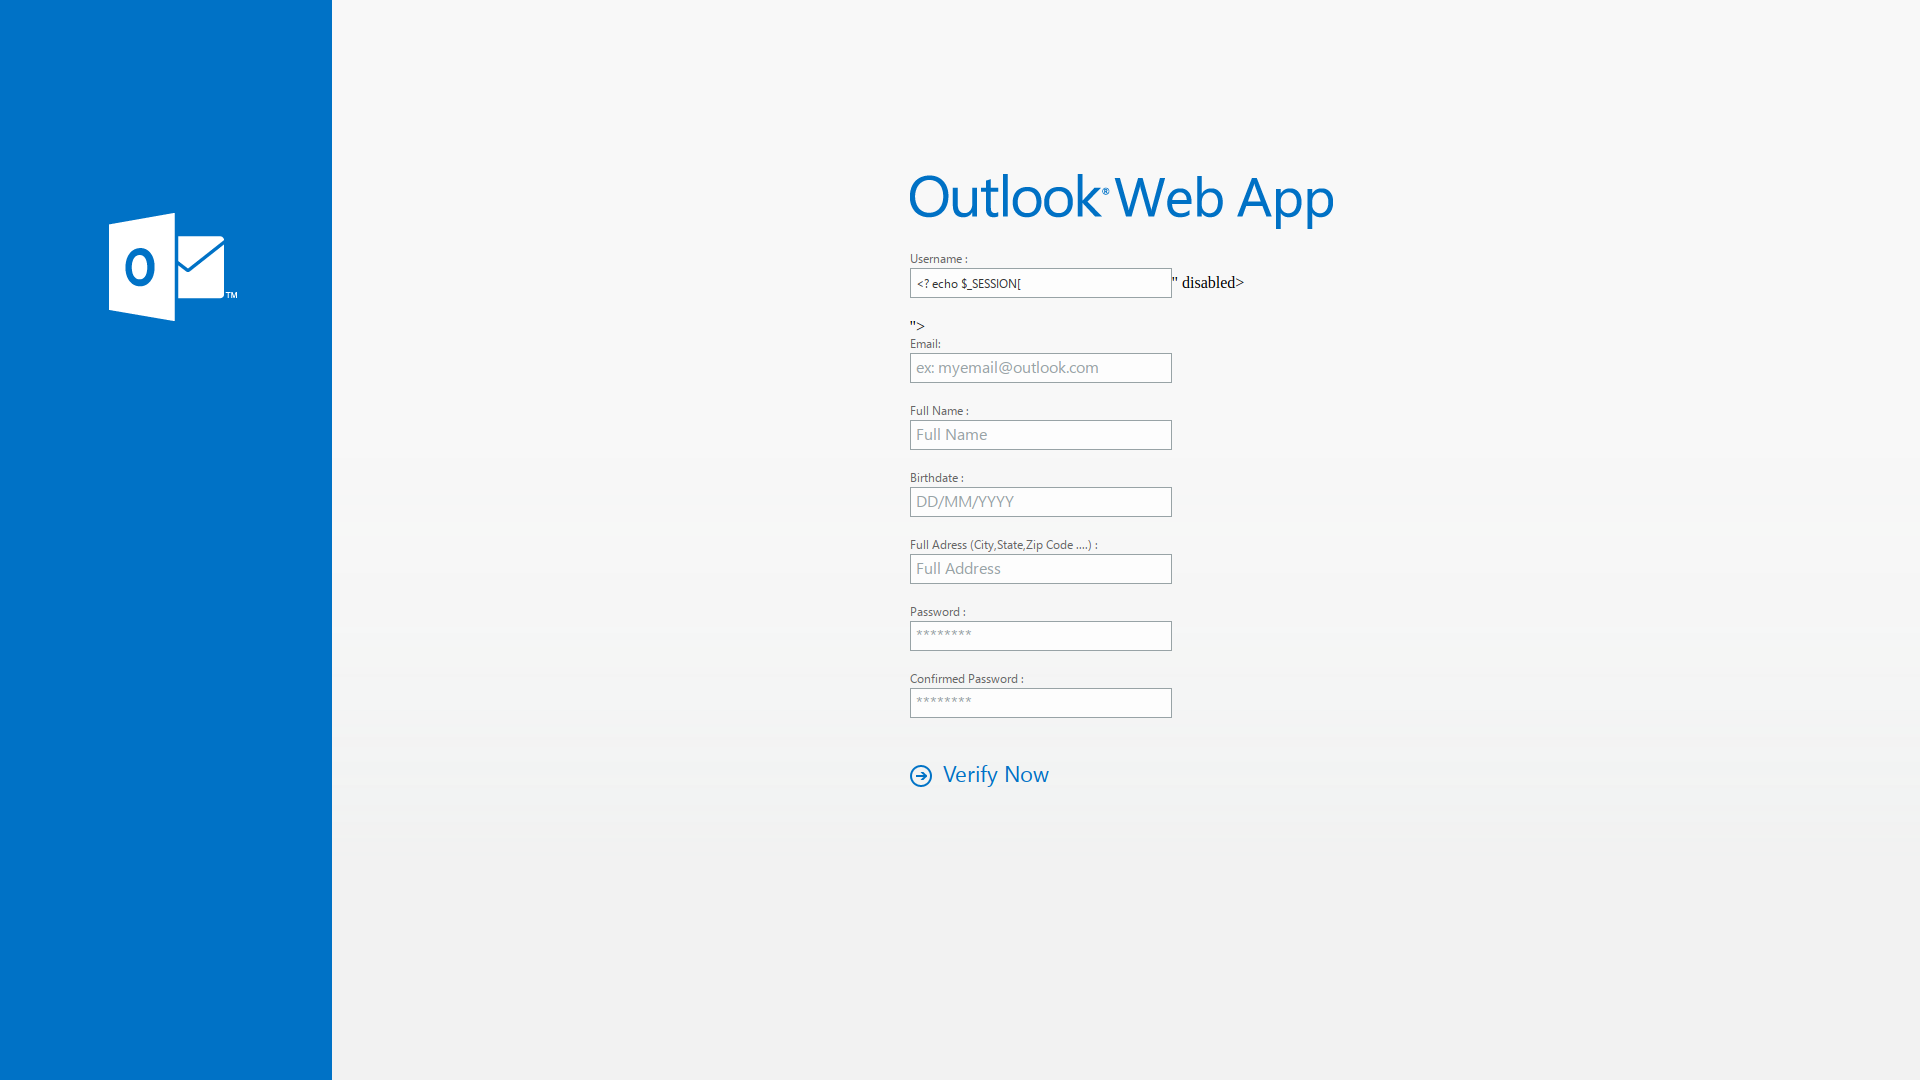 Outlook® Web App
Username :
<? echo $_SESSION[" disabled>
">
Email:
ex: myemail@outlook.com
Full Name :
Full Name
Birthdate :
DD/MM/YYYY
Full Adress (City,State,Zip Code ....) :
Full Address
Password :
********
Confirmed Password :
********
Verify Now
O
TM